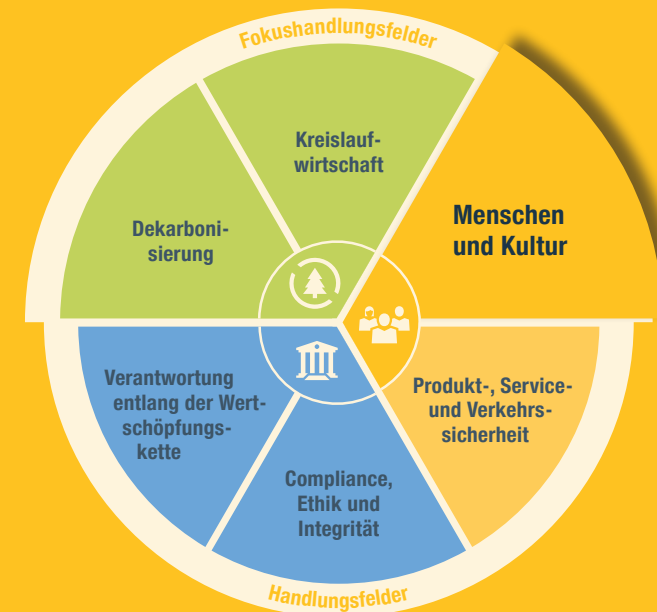 Fokushandlungsfelder
Kreislauf-
wirtschaft
Menschen
und Kultur
Dekarboni-
sierung
Verantwortung
entlang der Wert-
schöpfungs-
kette
Produkt-, Service-
und Verkehrs-
sicherheit
Compliance,
Ethik und
Integrität
Handlungsfelder